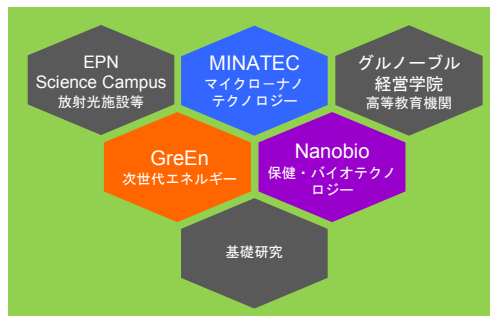 EPN
Science Campus
放射光施設等
MINATEC
マイクローナノ
テクノロジー
グルノーブル
経営学院
高等教育機関
GreEn
次世代エネルギー
Nanobio
保健・バイオテクノ
ロジー
基礎研究